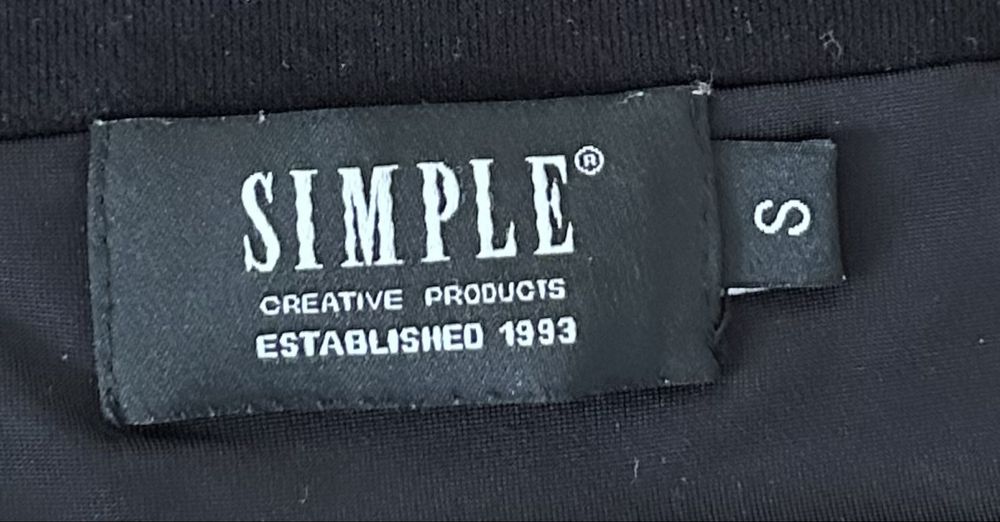 SIMPLE®
CREATIVE PRODUCTS
ESTABLISHED 1993
S